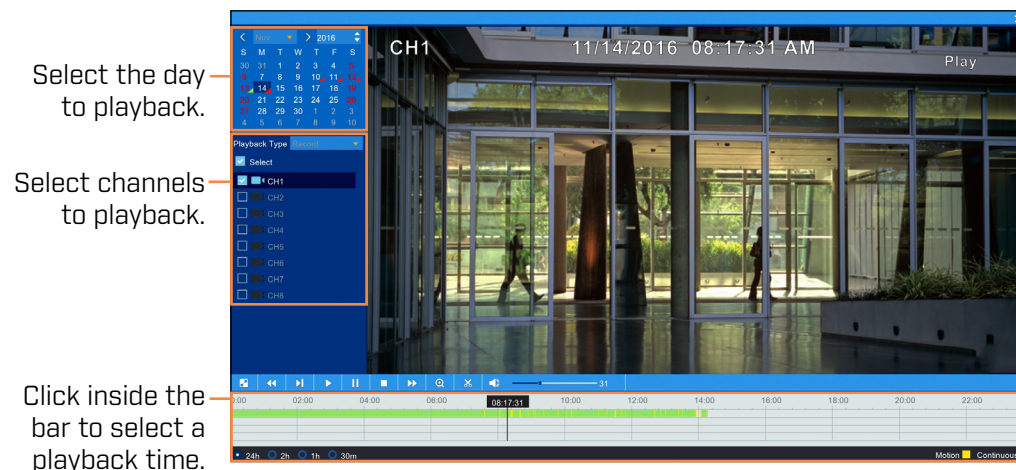 Select the day
to playback.
Select channels
to playback.
Click inside the
bar to select a
playback time.
Nov. 2016
S M T W T F S
30 31 1 2 3 4 5
6 7 8 9 10 11 12
13 14 15 16 17 18 19
20 21 22 23 24 25 26
27 28 29 30 1 2 3
4 5 6 7 8 9 10
Playback Type Record
Select
CH1
CH2
CH3
CH4
CH5
CH6
CH7
CH8
CH1 11/14/2016 08:17:31 AM
Play
31
0:00 02:00 04:00 06:00 08:17:31 10:00 12:00 14:00 16:00 18:00 20:00 22:00
24h 2h 1h 30m Motion Continuous